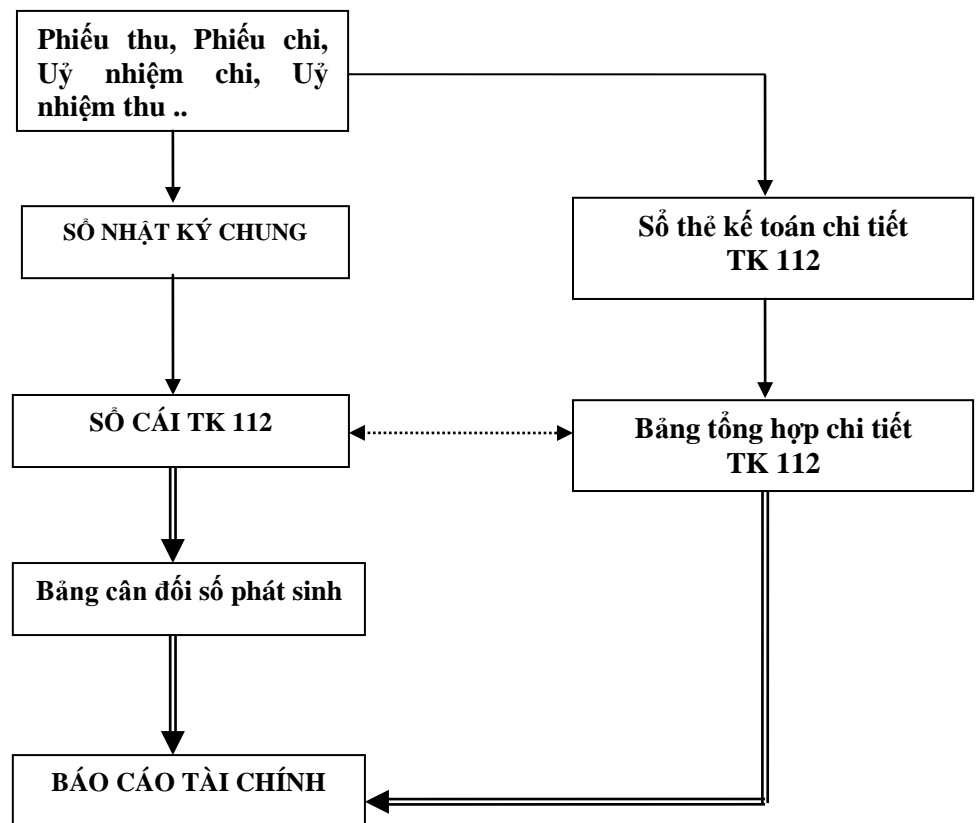 Phiếu thu, Phiếu chi,
Uỷ nhiệm chi, Uỷ
nhiệm thu ..
SỔ NHẬT KÝ CHUNG
Sổ thẻ kế toán chi tiết
TK 112
SỔ CÁI TK 112
Bảng tổng hợp chi tiết
TK 112
Bảng cân đối số phát sinh
BÁO CÁO TÀI CHÍNH